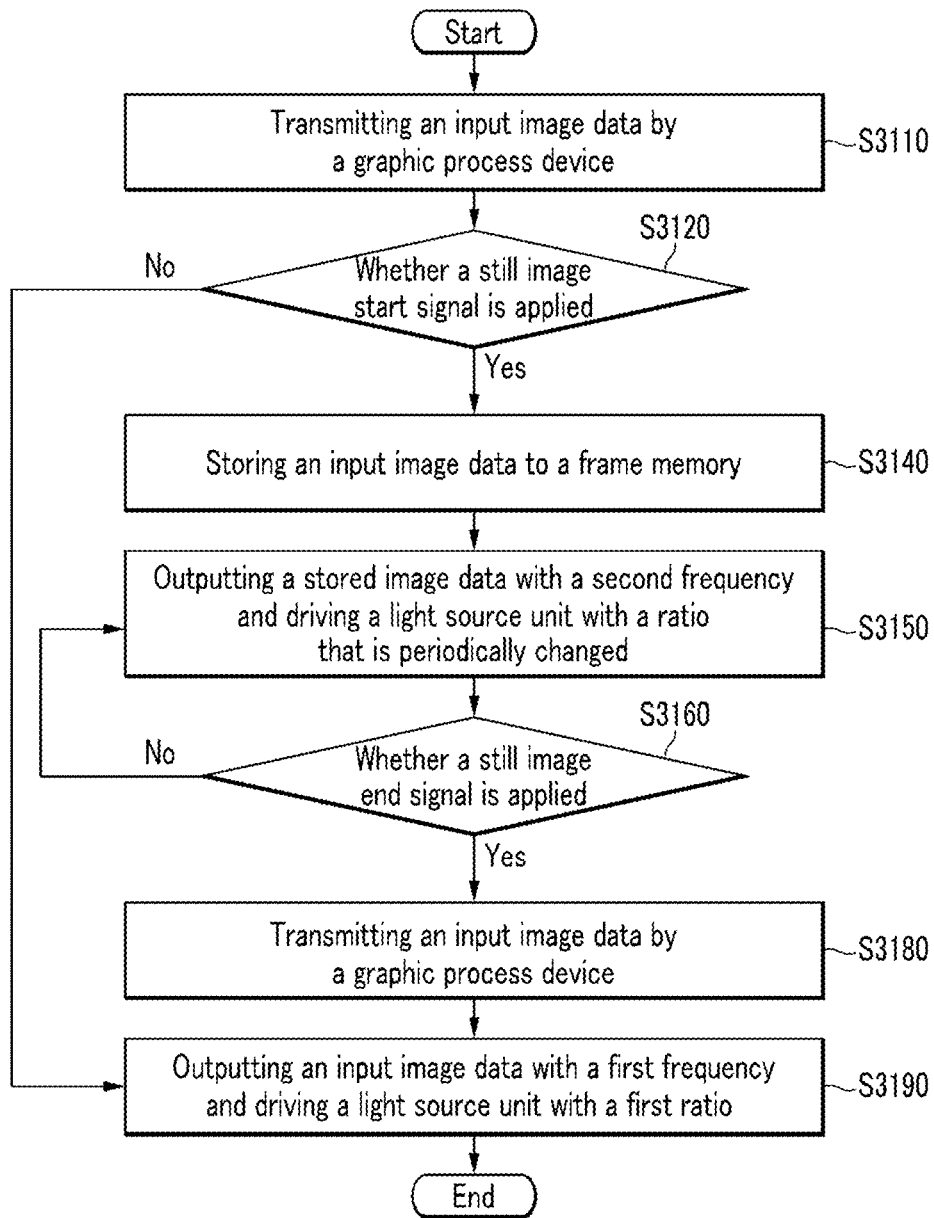 Start
Transmitting an input image data by
a graphic process device
S3110
S3120
No
Whether a still image
start signal is applied
Yes
Storing an input image data to a frame memory
S3140
Outputting a stored image data with a second frequency
and driving a light source unit with a ratio
that is periodically changed
S3150
S3160
No
Whether a still image
end signal is applied
Yes
Transmitting an input image data by
a graphic process device
S3180
Outputting an input image data with a first frequency
and driving a light source unit with a first ratio
S3190
End